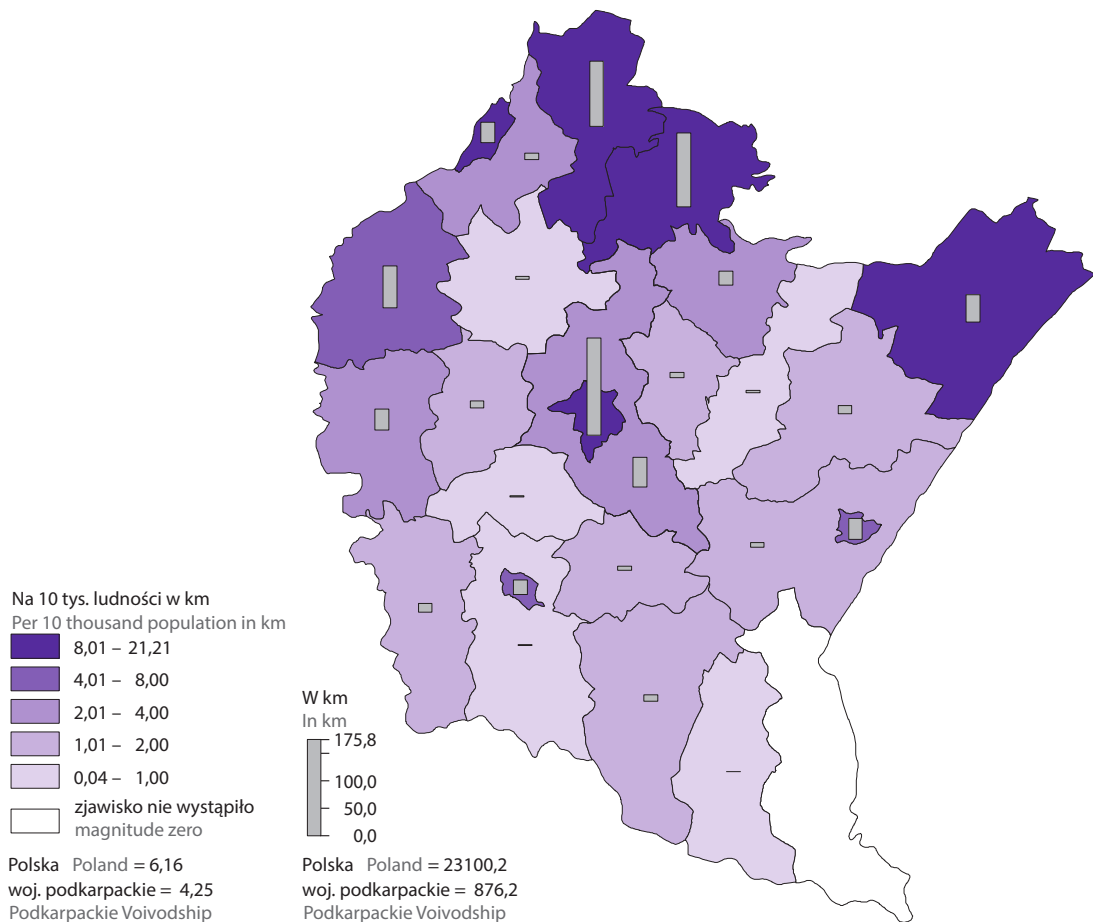 Na 10 tys. ludności w km
Per 10 thousand population in km
8,01 – 21,21
4,01 – 8,00
2,01 – 4,00
1,01 – 2,00
0,04 – 1,00
zjawisko nie wystąpiło
magnitude zero
Polska Poland = 6,16
woj. podkarpackie = 4,25
Podkarpackie Voivodship
W km
In km
175,8
100,0
50,0
0,0
Polska Poland = 23100,2
woj. podkarpackie = 876,2
Podkarpackie Voivodship